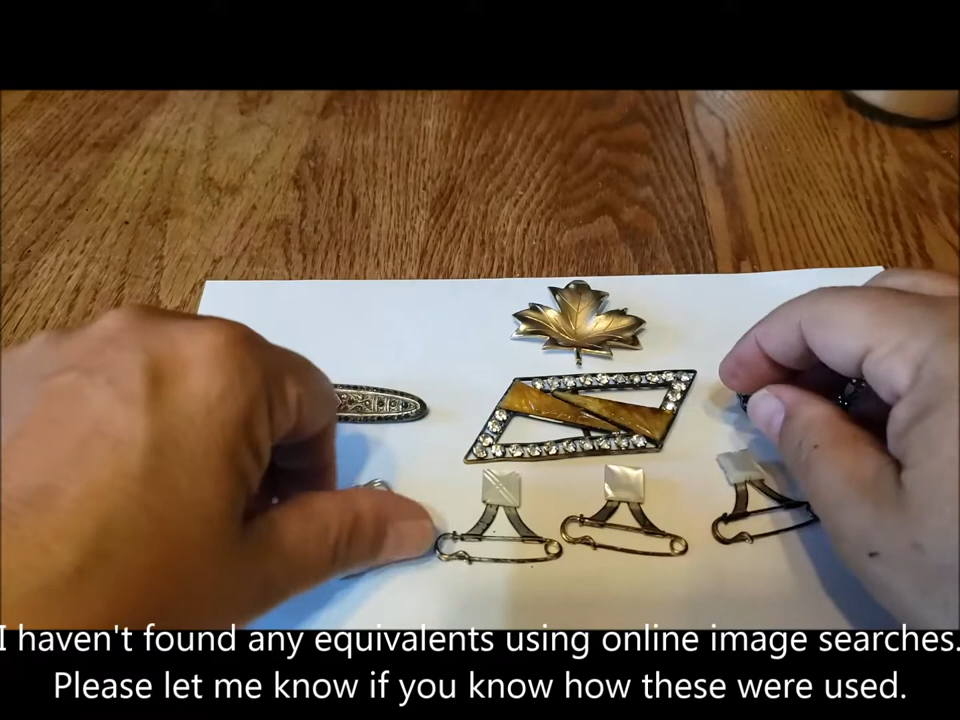 I haven't found any equivalents using online image searches.
Please let me know if you know how these were used.